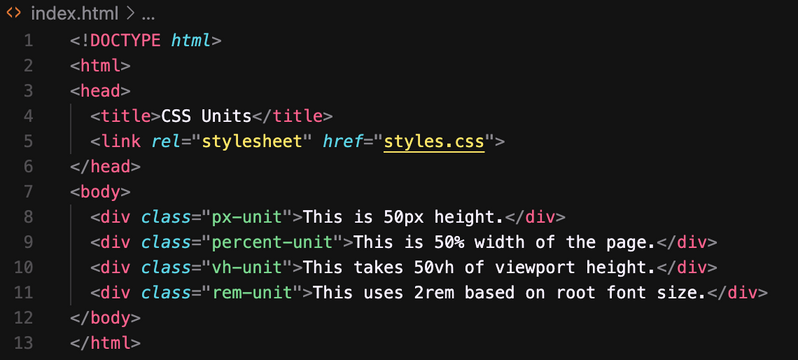 <> index.html > ...
1 <!DOCTYPE html>
2 <html>
3 <head>
4 <title>CSS Units</title>
5 <link rel="stylesheet" href="styles.css">
6 </head>
7 <body>
8 <div class="px-unit">This is 50px height.</div>
9 <div class="percent-unit">This is 50% width of the page.</div>
10 <div class="vh-unit">This takes 50vh of viewport height.</div>
11 <div class="rem-unit">This uses 2rem based on root font size.</div>
12 </body>
13 </html>